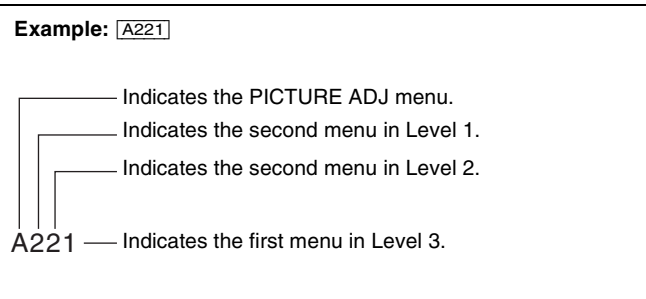 Example: A221
Indicates the PICTURE ADJ menu.
Indicates the second menu in Level 1.
Indicates the second menu in Level 2.
A221 Indicates the first menu in Level 3.